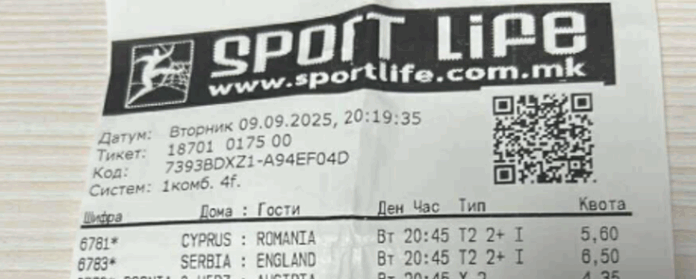 SPORT LiFe
www.sportlife.com.mk
Датум: Вторник 09.09.2025, 20:19:35
Тикет: 18701 0175 00
Код: 7393BDXZ1-A94EF04D
Систем: 1комб. 4f.
Шифра Дома : Гости Ден Час Тип Квота
6781* CYPRUS : ROMANIA Вт 20:45 T2 2+ I 5,60
6783* SERBIA : ENGLAND Вт 20:45 T2 2+ I 6,50